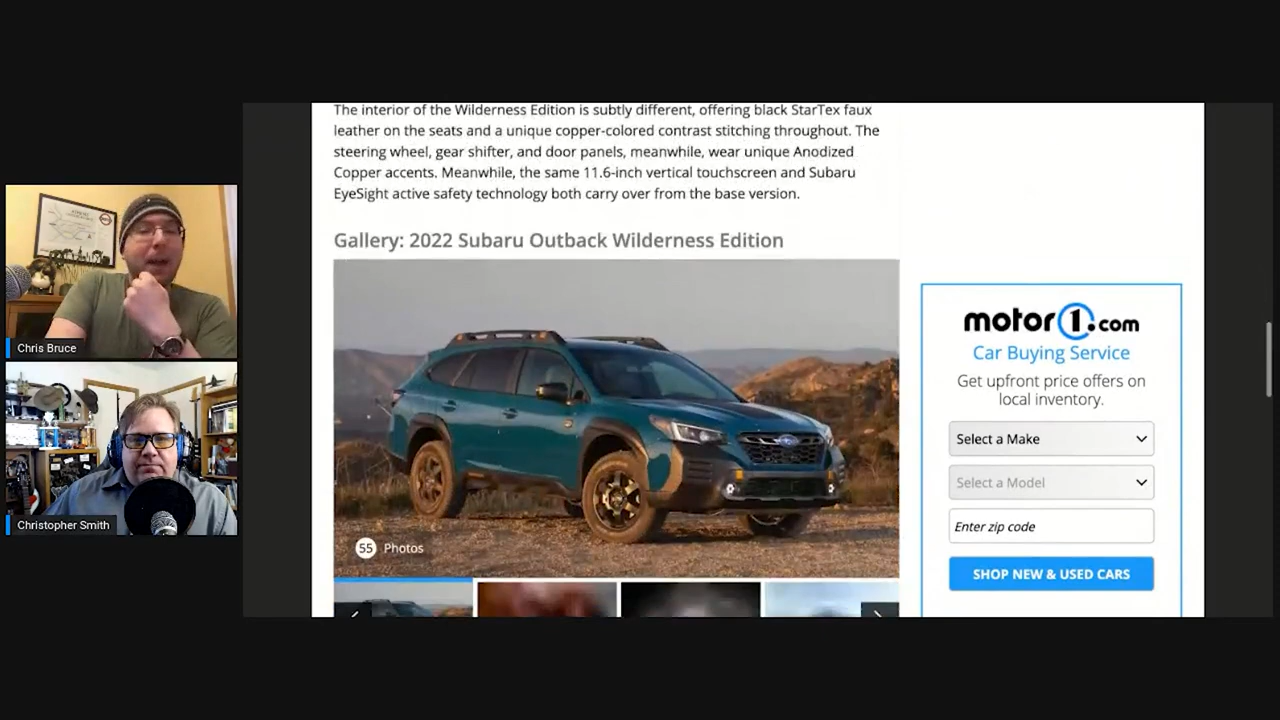 The interior of the Wilderness Edition is subtly different, offering black StarTex faux
leather on the seats and a unique copper-colored contrast stitching throughout. The
steering wheel, gear shifter, and door panels, meanwhile, wear unique Anodized
Copper accents. Meanwhile, the same 11.6-inch vertical touchscreen and Subaru
EyeSight active safety technology both carry over from the base version.
Gallery: 2022 Subaru Outback Wilderness Edition
55 Photos
motor1.com
Car Buying Service
Get upfront price offers on
local inventory.
Select a Make
Select a Model
Enter zip code
SHOP NEW & USED CARS
Chris Bruce
Christopher Smith